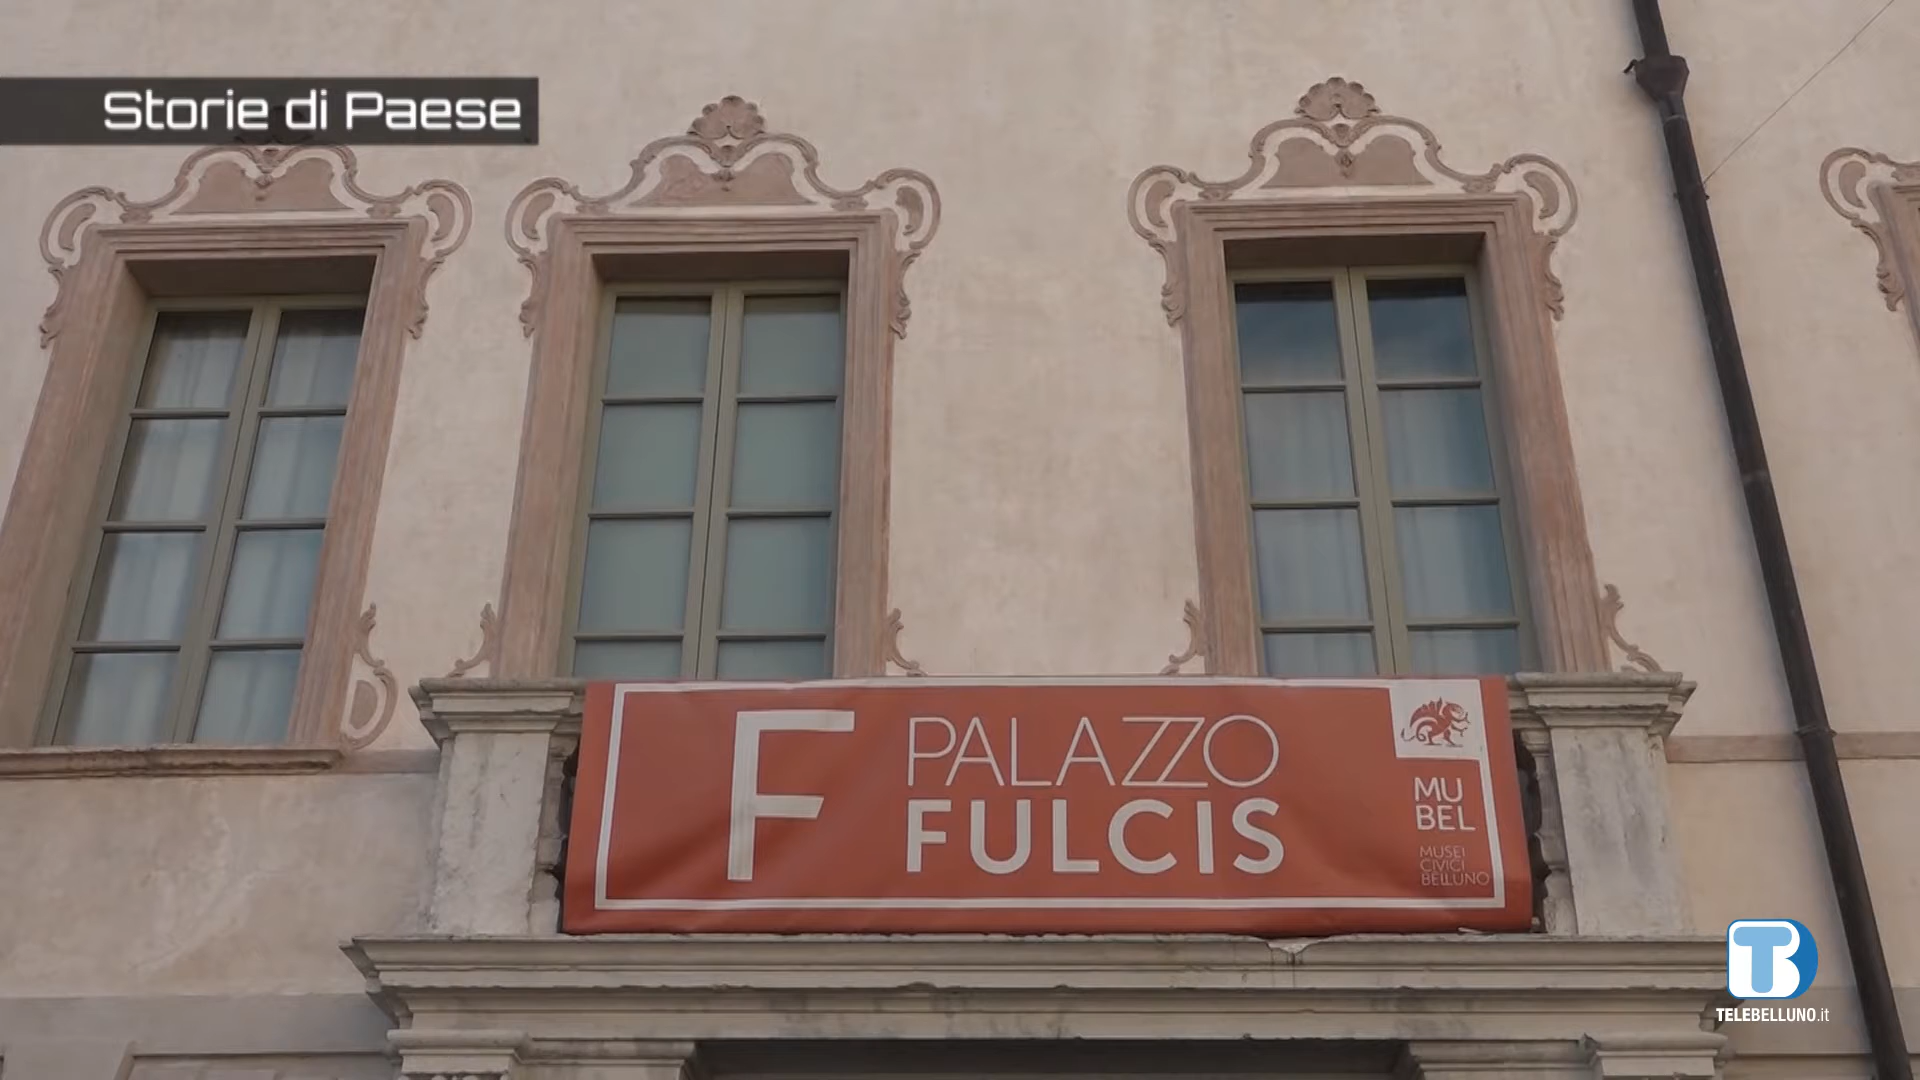 Storie di Paese
F
PALAZZO
FULCIS
MU
BEL
MUSEI
CIVICI
BELLUNO
TELEBELLUNO.it